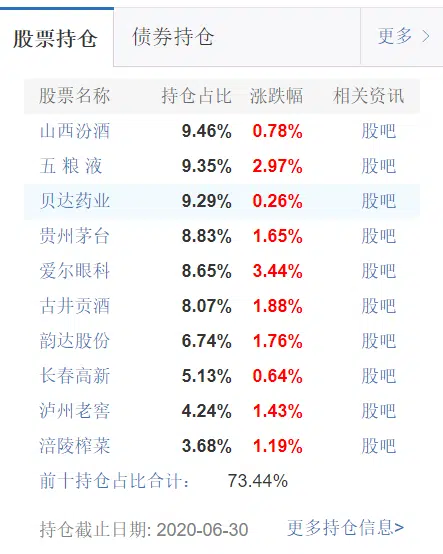 股票持仓 债券持仓 更多 >
股票名称 持仓占比 涨跌幅 相关资讯
山西汾酒 9.46% 0.78% 股吧
五 粮 液 9.35% 2.97% 股吧
贝达药业 9.29% 0.26% 股吧
贵州茅台 8.83% 1.65% 股吧
爱尔眼科 8.65% 3.44% 股吧
古井贡酒 8.07% 1.88% 股吧
韵达股份 6.74% 1.76% 股吧
长春高新 5.13% 0.64% 股吧
泸州老窖 4.24% 1.43% 股吧
涪陵榨菜 3.68% 1.19% 股吧
前十持仓占比合计： 73.44%
持仓截止日期: 2020-06-30 更多持仓信息>